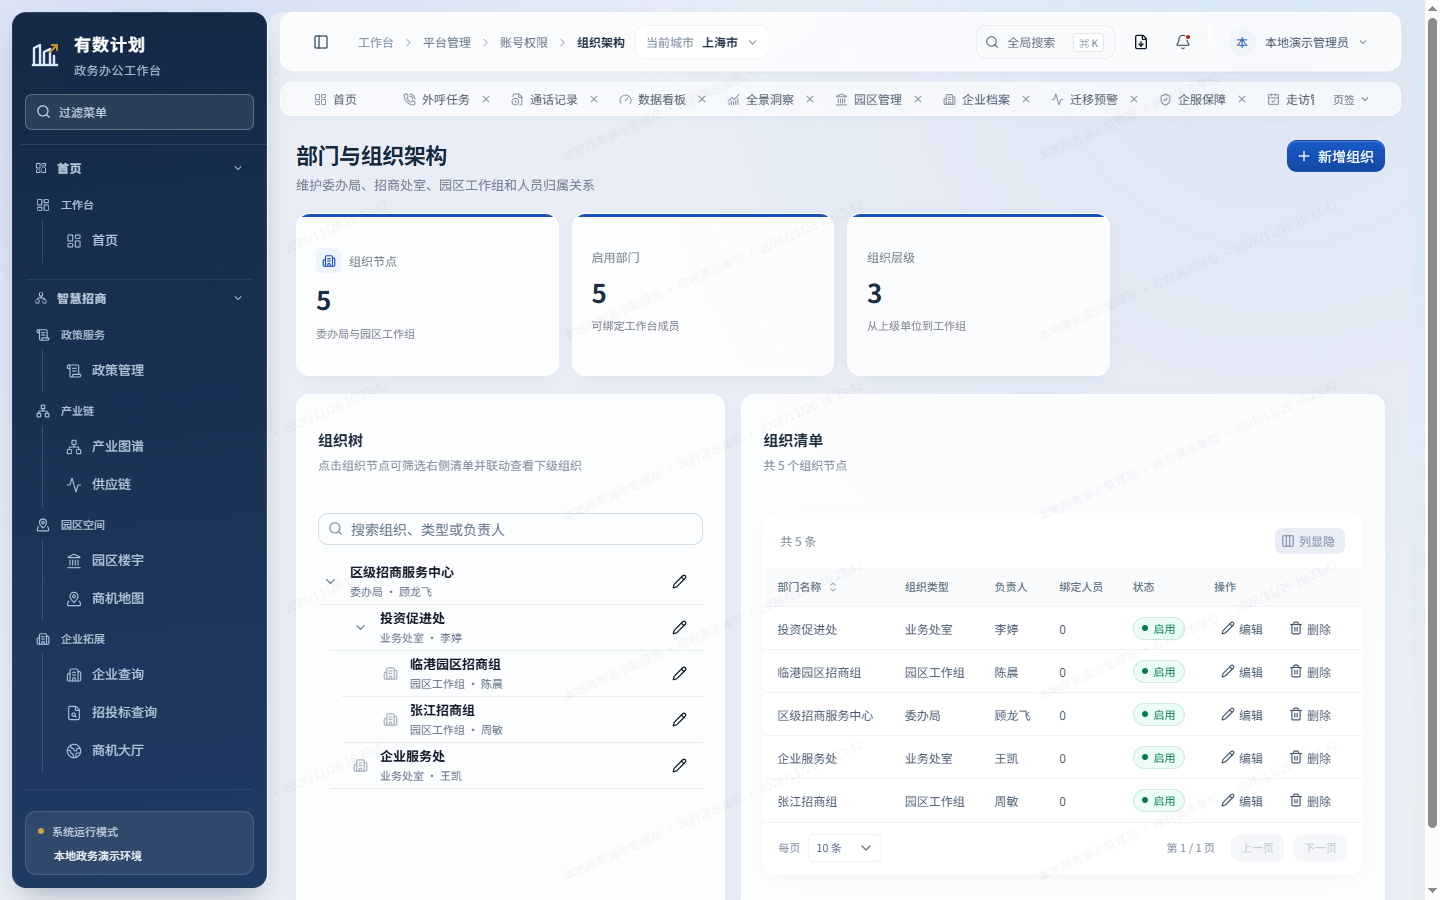 有数计划
政务办公工作台
过滤菜单
首页
工作台
首页
智慧招商
政策服务
政策管理
产业链
产业图谱
供应链
园区空间
园区楼宇
商机地图
企业拓展
企业查询
招投标查询
商机大厅
系统运行模式
本地政务演示环境
工作台 > 平台管理 > 账号权限 > 组织架构
当前城市 上海市
全局搜索 ⌘K
本 本地演示管理员
首页
外呼任务
通话记录
数据看板
全景洞察
园区管理
企业档案
迁移预警
企服保障
走访
页签
部门与组织架构
维护委办局、招商处室、园区工作组和人员归属关系
新增组织
组织节点
5
委办局与园区工作组
启用部门
5
可绑定工作台成员
组织层级
3
从上级单位到工作组
组织树
点击组织节点可筛选右侧清单并联动查看下级组织
搜索组织、类型或负责人
区级招商服务中心
委办局 · 顾龙飞
投资促进处
业务处室 · 李婷
临港园区招商组
园区工作组 · 陈晨
张江招商组
园区工作组 · 周敏
企业服务处
业务处室 · 王凯
组织清单
共 5 个组织节点
共 5 条
列显隐
部门名称 组织类型 负责人 绑定人员 状态 操作
投资促进处 业务处室 李婷 0 启用 编辑 删除
临港园区招商组 园区工作组 陈晨 0 启用 编辑 删除
区级招商服务中心 委办局 顾龙飞 0 启用 编辑 删除
企业服务处 业务处室 王凯 0 启用 编辑 删除
张江招商组 园区工作组 周敏 0 启用 编辑 删除
每页 10 条
第 1 / 1 页 上一页 下一页
本地政务演示管理员 · 政府演示单位 · 2026/11/26 16:23:42